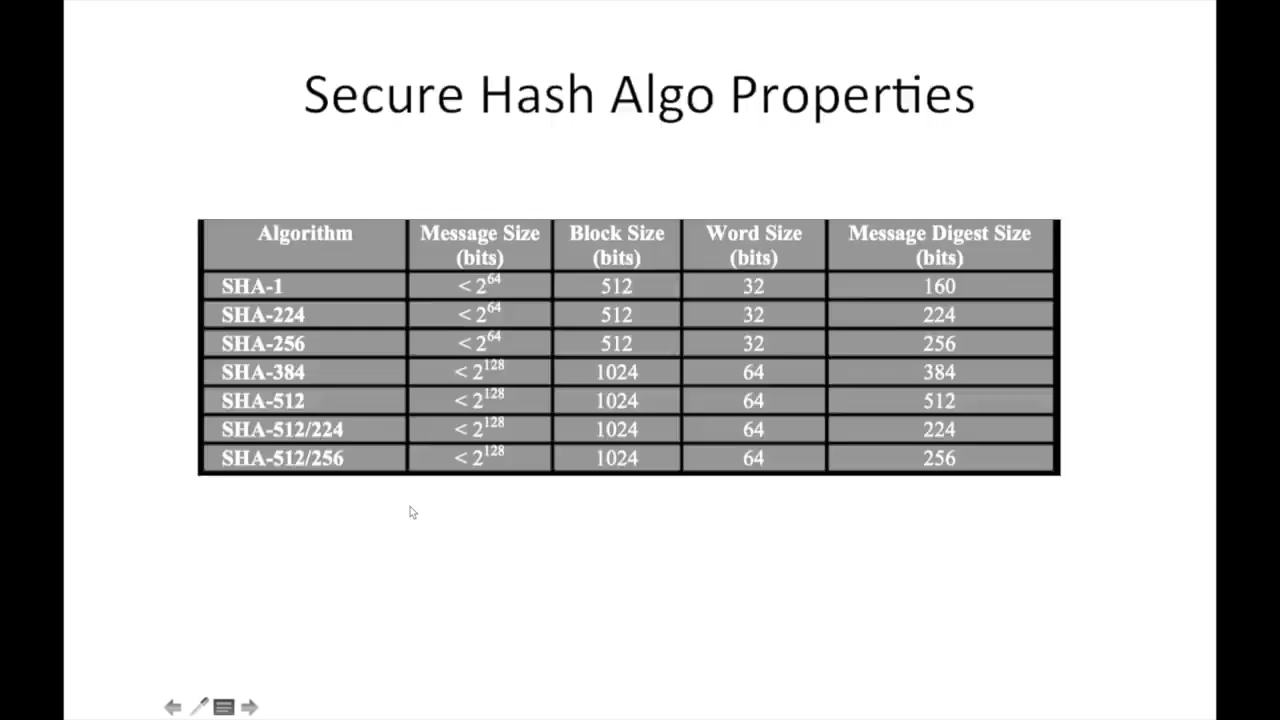 Secure Hash Algo Properties
Algorithm Message Size (bits) Block Size (bits) Word Size (bits) Message Digest Size (bits)
SHA-1 < 2^64 512 32 160
SHA-224 < 2^64 512 32 224
SHA-256 < 2^64 512 32 256
SHA-384 < 2^128 1024 64 384
SHA-512 < 2^128 1024 64 512
SHA-512/224 < 2^128 1024 64 224
SHA-512/256 < 2^128 1024 64 256